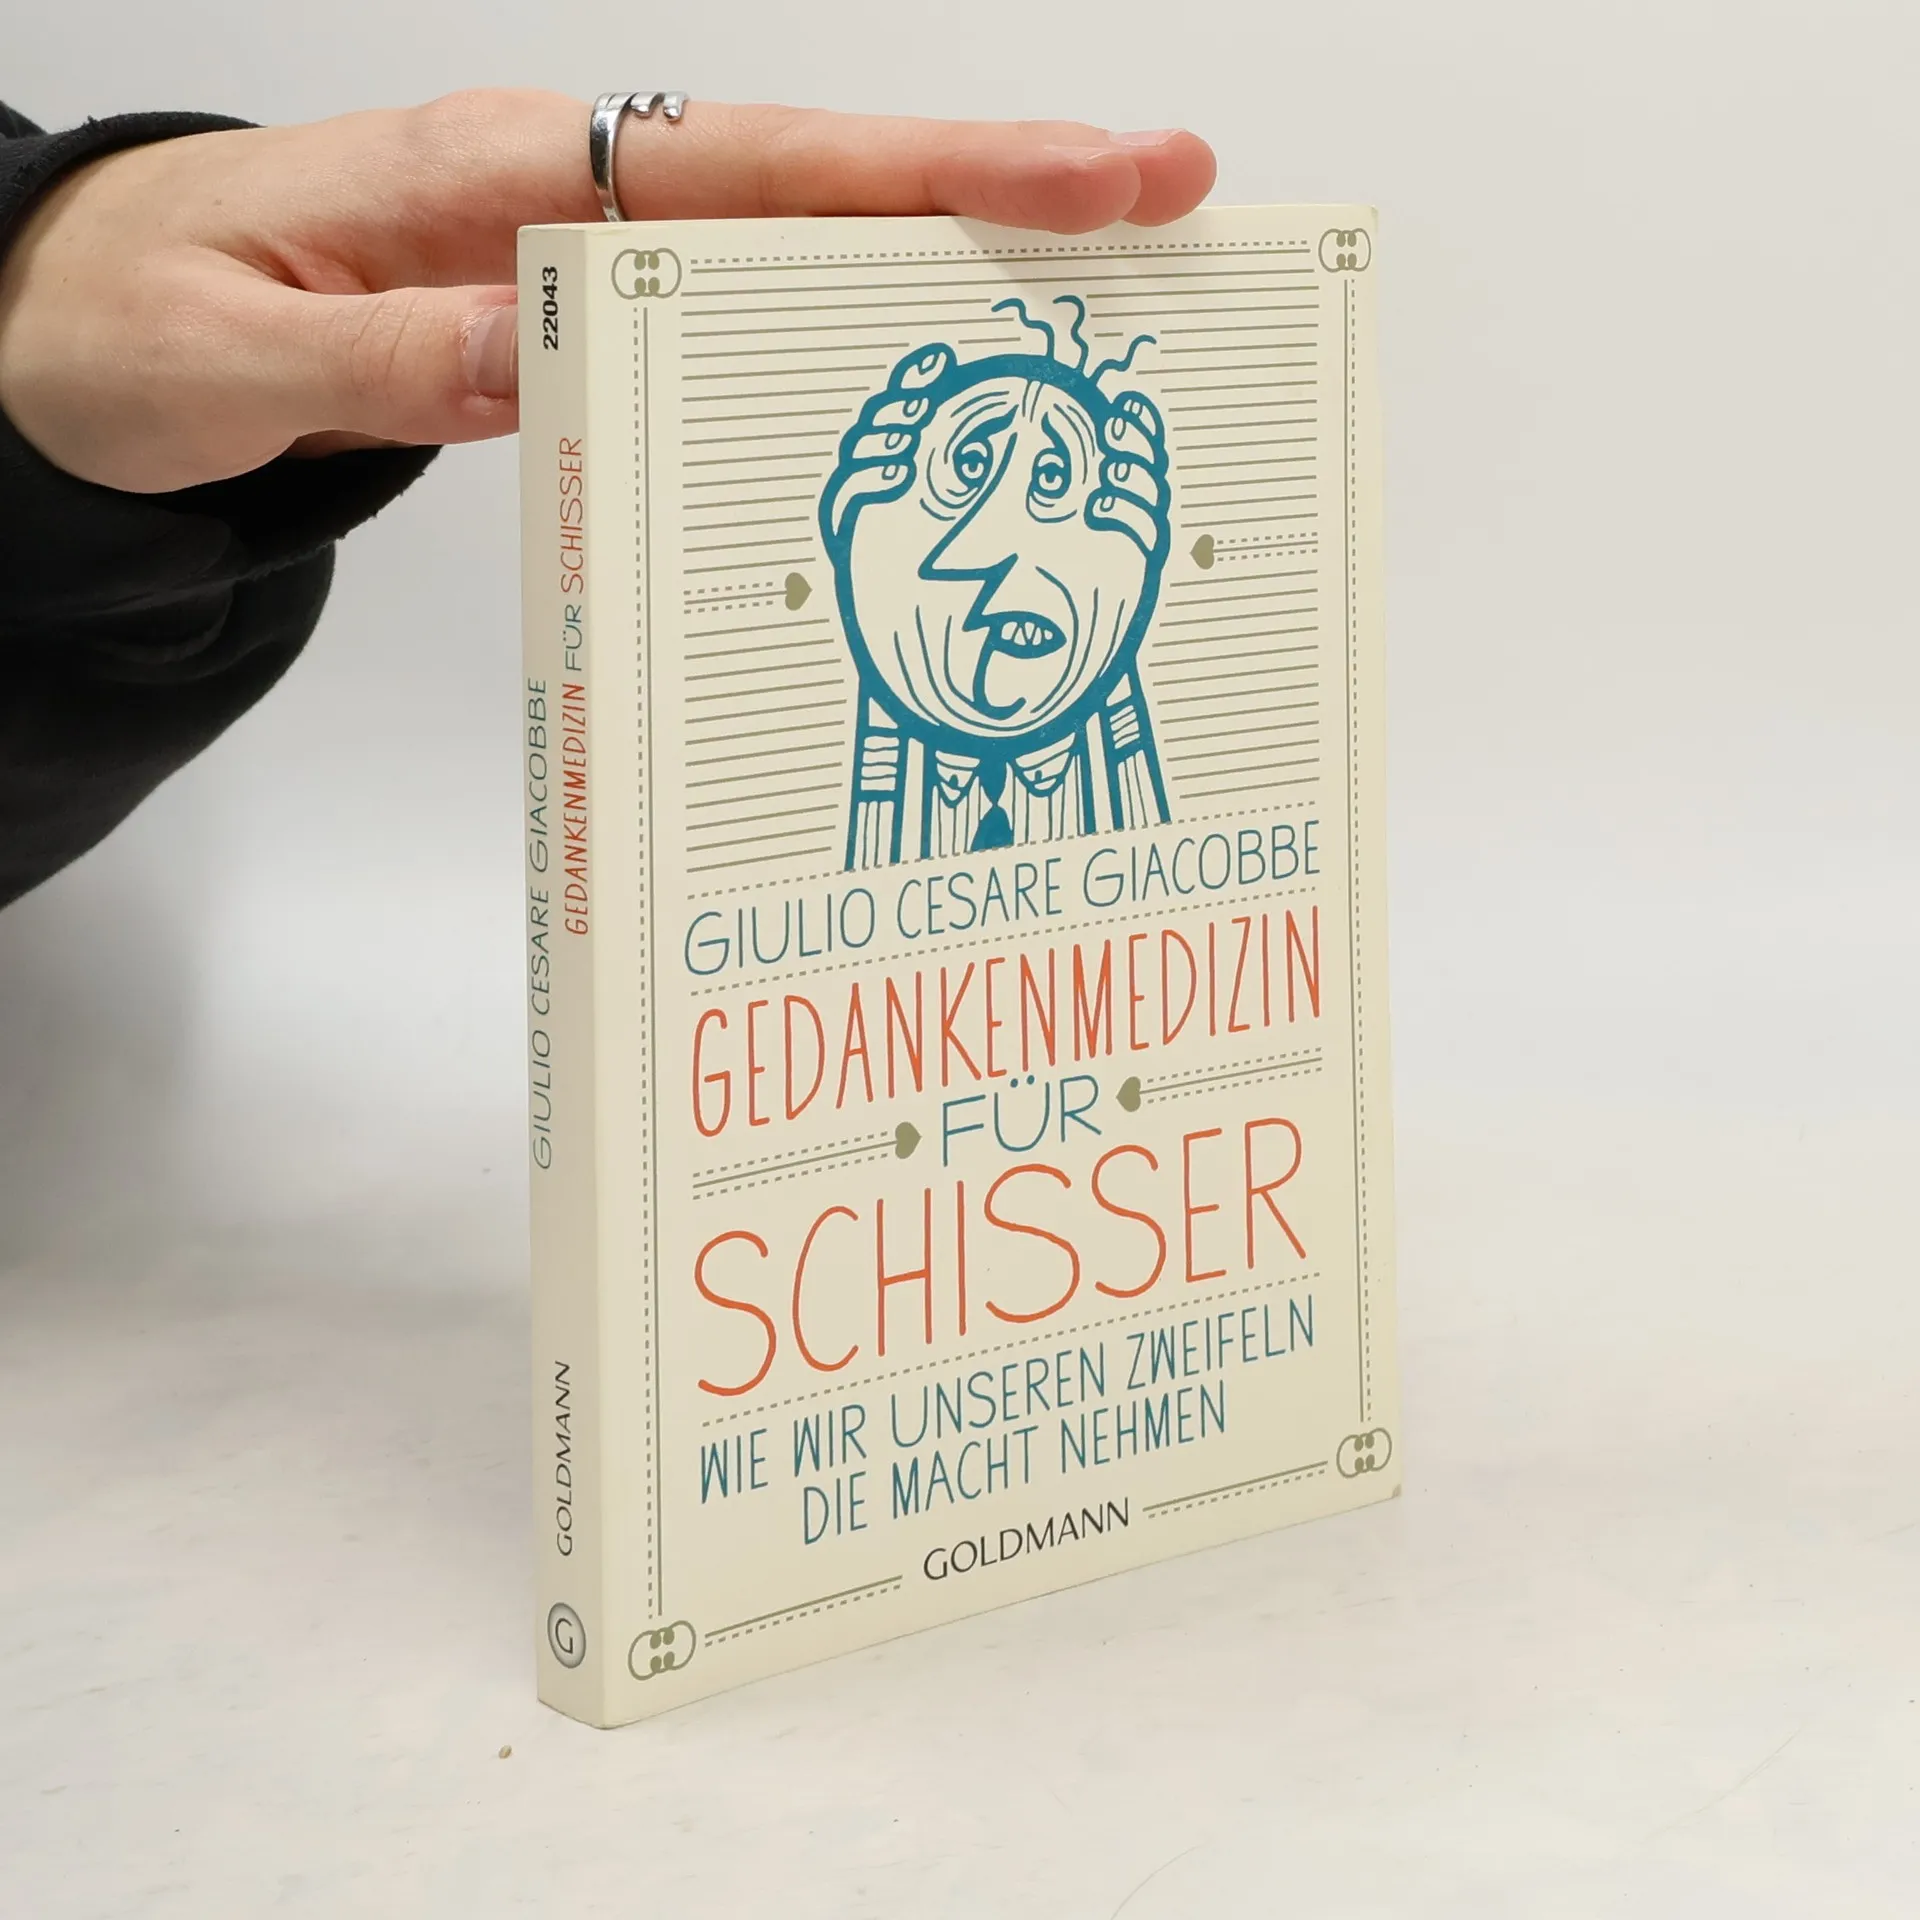 22043
GIULIO CESARE GIACOBBE
GEDANKENMEDIZIN FÜR SCHISSER
GOLDMANN
G
GIULIO CESARE GIACOBBE
GEDANKENMEDIZIN
FÜR
SCHISSER
WIE WIR UNSEREN ZWEIFELN
DIE MACHT NEHMEN
GOLDMANN